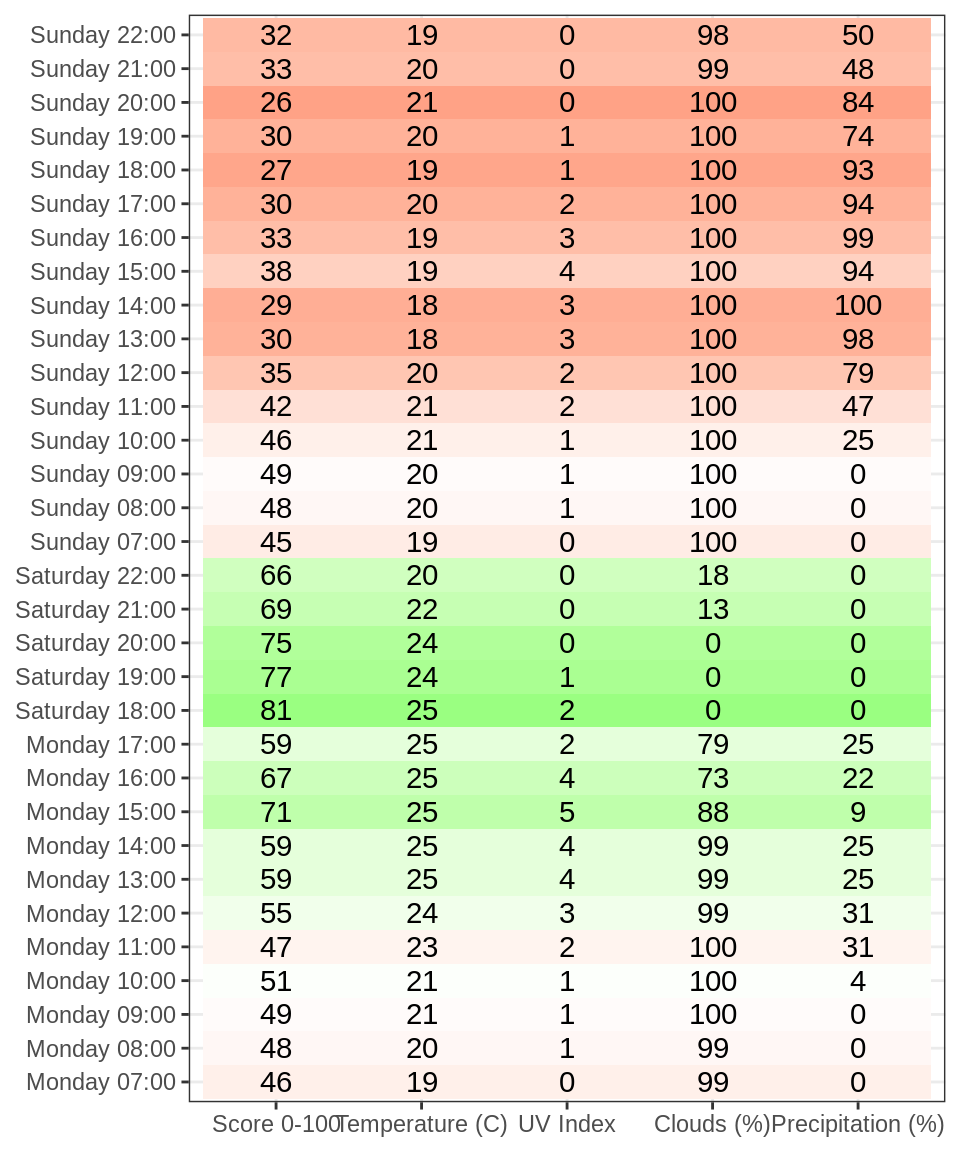 Sunday 22:00 32 19 0 98 50
Sunday 21:00 33 20 0 99 48
Sunday 20:00 26 21 0 100 84
Sunday 19:00 30 20 1 100 74
Sunday 18:00 27 19 1 100 93
Sunday 17:00 30 20 2 100 94
Sunday 16:00 33 19 3 100 99
Sunday 15:00 38 19 4 100 94
Sunday 14:00 29 18 3 100 100
Sunday 13:00 30 18 3 100 98
Sunday 12:00 35 20 2 100 79
Sunday 11:00 42 21 2 100 47
Sunday 10:00 46 21 1 100 25
Sunday 09:00 49 20 1 100 0
Sunday 08:00 48 20 1 100 0
Sunday 07:00 45 19 0 100 0
Saturday 22:00 66 20 0 18 0
Saturday 21:00 69 22 0 13 0
Saturday 20:00 75 24 0 0 0
Saturday 19:00 77 24 1 0 0
Saturday 18:00 81 25 2 0 0
Monday 17:00 59 25 2 79 25
Monday 16:00 67 25 4 73 22
Monday 15:00 71 25 5 88 9
Monday 14:00 59 25 4 99 25
Monday 13:00 59 25 4 99 25
Monday 12:00 55 24 3 99 31
Monday 11:00 47 23 2 100 31
Monday 10:00 51 21 1 100 4
Monday 09:00 49 21 1 100 0
Monday 08:00 48 20 1 99 0
Monday 07:00 46 19 0 99 0
Score 0-100 Temperature (C) UV Index Clouds (%) Precipitation (%)